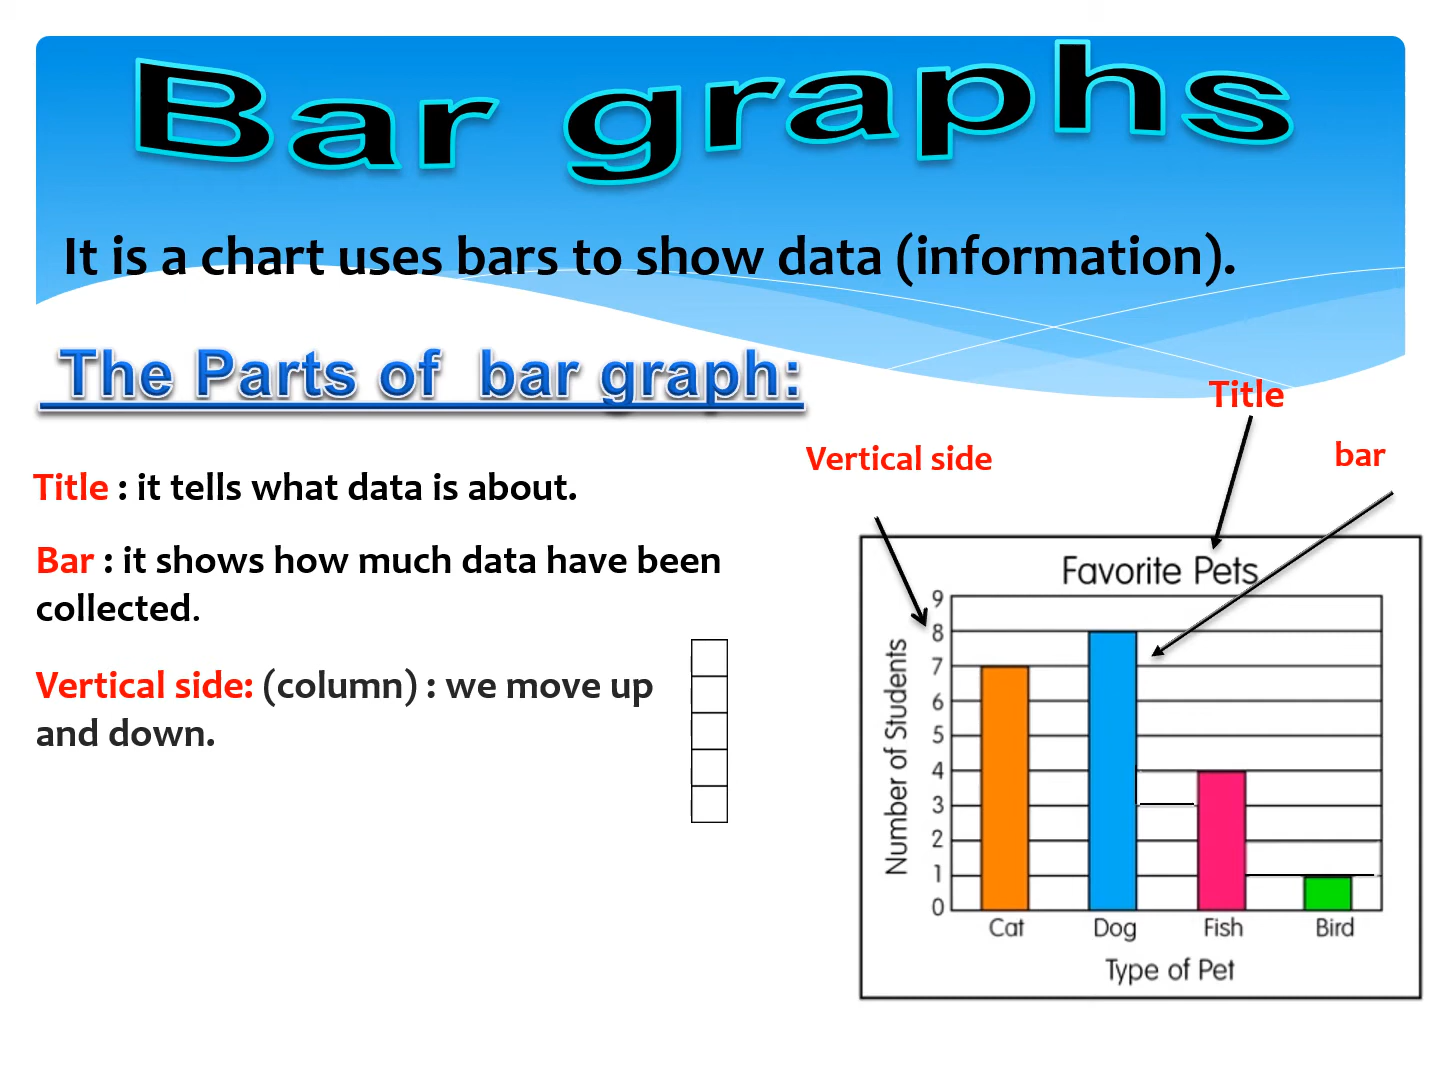 Bar graphs
It is a chart uses bars to show data (information).
The Parts of bar graph:
Title
Vertical side
bar
Title : it tells what data is about.
Bar : it shows how much data have been
collected.
Vertical side: (column) : we move up
and down.
Favorite Pets
Number of Students
9
8
7
6
5
4
3
2
1
0
Cat Dog Fish Bird
Type of Pet